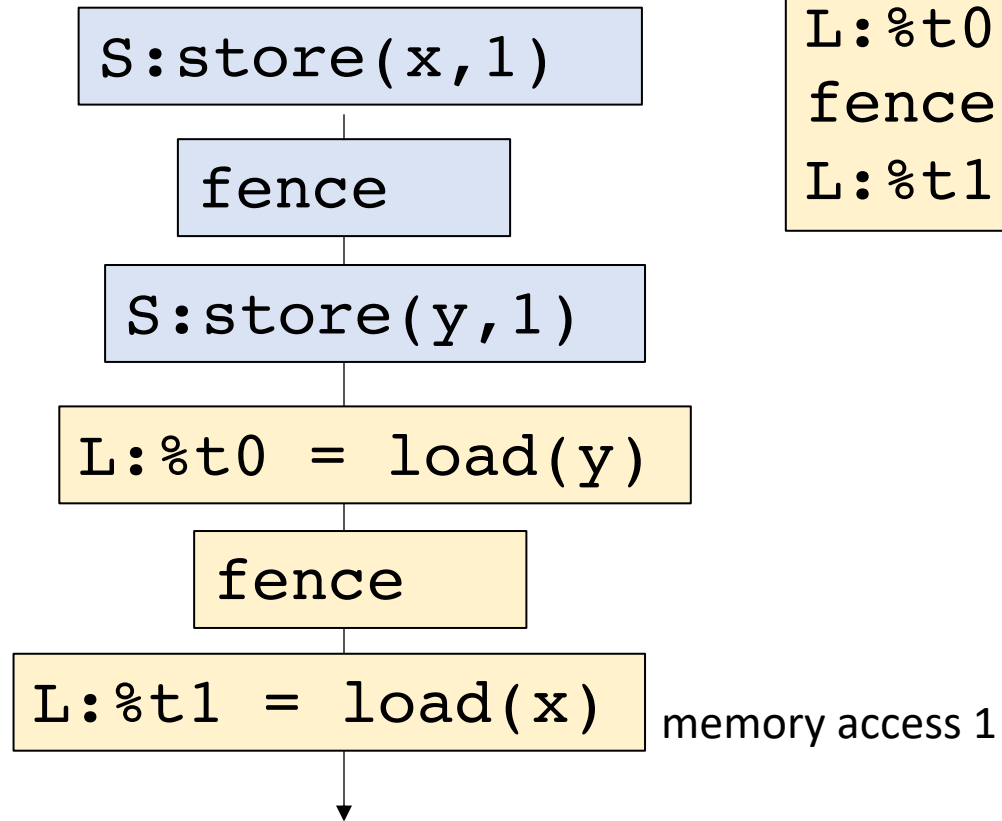 S:store(x,1)
fence
S:store(y,1)
L:%t0 = load(y)
fence
L:%t1 = load(x)
memory access 1
L:%t0
fence
L:%t1